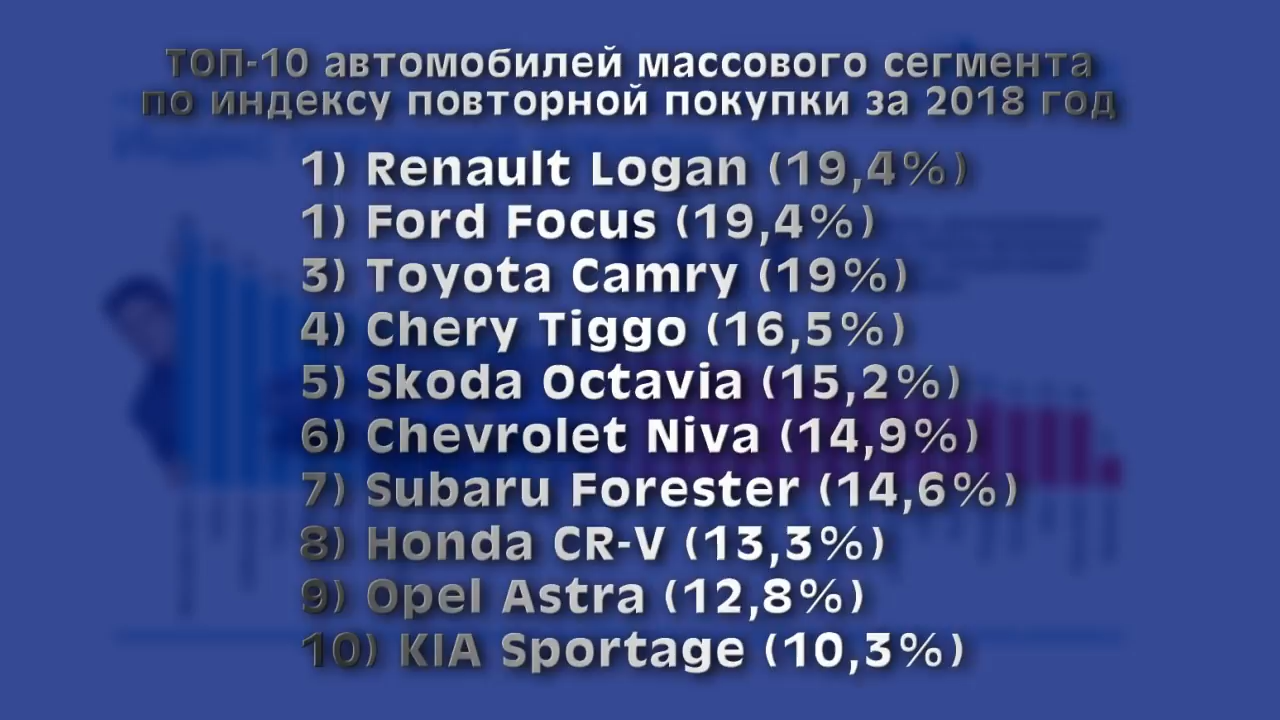 ТОП-10 автомобилей массового сегмента
по индексу повторной покупки за 2018 год
1) Renault Logan (19,4%)
1) Ford Focus (19,4%)
3) Toyota Camry (19%)
4) Chery Tiggo (16,5%)
5) Skoda Octavia (15,2%)
6) Chevrolet Niva (14,9%)
7) Subaru Forester (14,6%)
8) Honda CR-V (13,3%)
9) Opel Astra (12,8%)
10) KIA Sportage (10,3%)